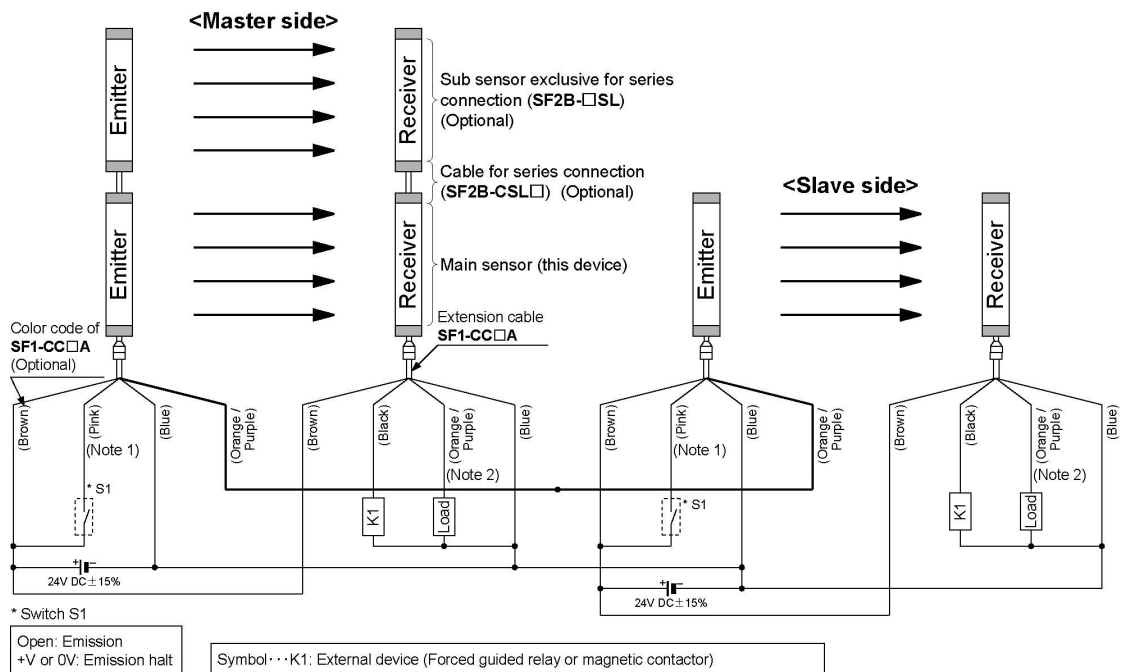 <Master side>
Emitter
Receiver
Sub sensor exclusive for series
connection (SF2B-□SL)
(Optional)
Cable for series connection
(SF2B-CSL□) (Optional)
<Slave side>
Emitter
Receiver
Main sensor (this device)
Emitter
Receiver
Color code of
SF1-CC□A
(Optional)
Extension cable
SF1-CC□A
(Brown)
(Pink)
(Note 1)
(Blue)
(Orange /
Purple)
(Brown)
(Black)
(Orange /
Purple)
(Note 2)
(Blue)
(Brown)
(Pink)
(Note 1)
(Blue)
(Orange /
Purple)
(Brown)
(Black)
(Orange /
Purple)
(Note 2)
(Blue)
* S1
K1
Load
* S1
K1
Load
+ −
24V DC±15%
+ −
24V DC±15%
* Switch S1
Open: Emission
+V or 0V: Emission halt
Symbol···K1: External device (Forced guided relay or magnetic contactor)